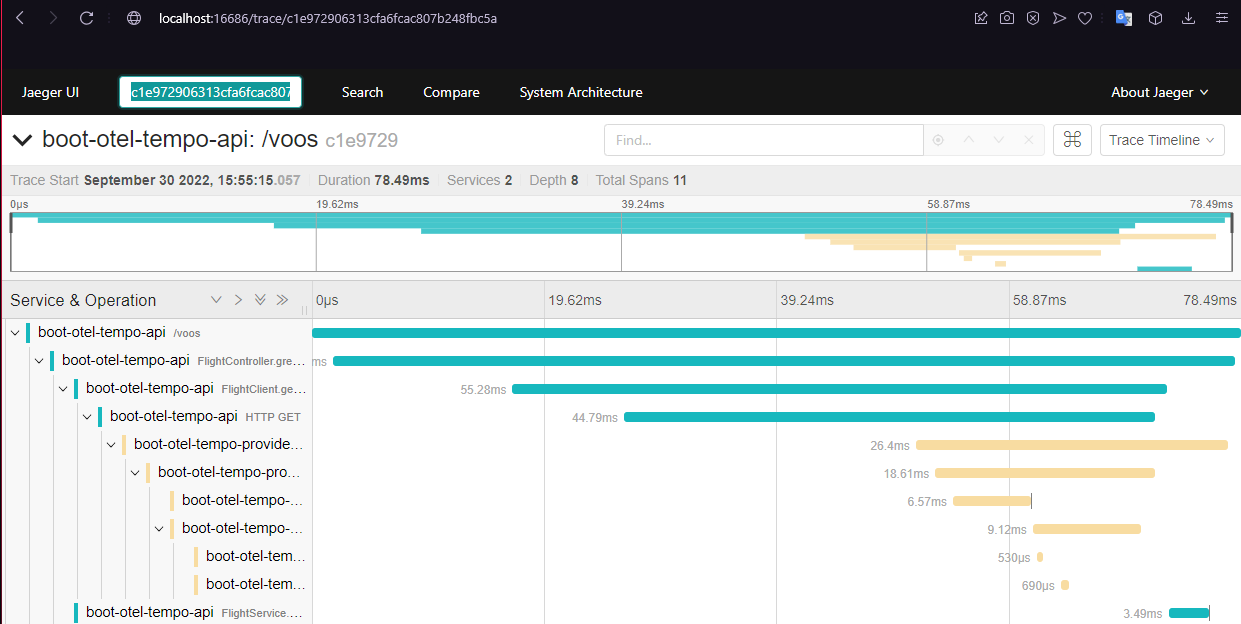 localhost:16686/trace/c1e972906313cfa6fcac807b248fbc5a
Jaeger UI c1e972906313cfa6fcac807 Search Compare System Architecture About Jaeger
boot-otel-tempo-api: /voos c1e9729 Find... Trace Timeline
Trace Start September 30 2022, 15:55:15.057 Duration 78.49ms Services 2 Depth 8 Total Spans 11
0μs 19.62ms 39.24ms 58.87ms 78.49ms
Service & Operation 0μs 19.62ms 39.24ms 58.87ms 78.49ms
boot-otel-tempo-api /voos
boot-otel-tempo-api FlightController.gre... ms
boot-otel-tempo-api FlightClient.ge... 55.28ms
boot-otel-tempo-api HTTP GET 44.79ms
boot-otel-tempo-provide... 26.4ms
boot-otel-tempo-pro... 18.61ms
boot-otel-tempo-... 6.57ms
boot-otel-tempo-... 9.12ms
boot-otel-tem... 530μs
boot-otel-tem... 690μs
boot-otel-tempo-api FlightService.... 3.49ms